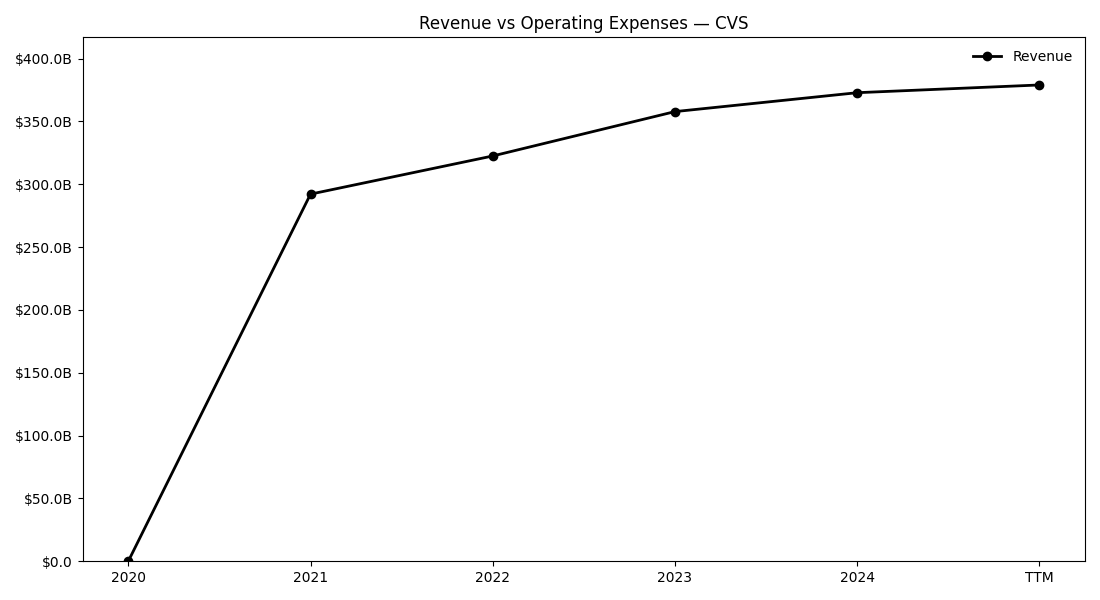 Revenue vs Operating Expenses — CVS
Revenue
$400.0B
$350.0B
$300.0B
$250.0B
$200.0B
$150.0B
$100.0B
$50.0B
$0.0
2020 2021 2022 2023 2024 TTM